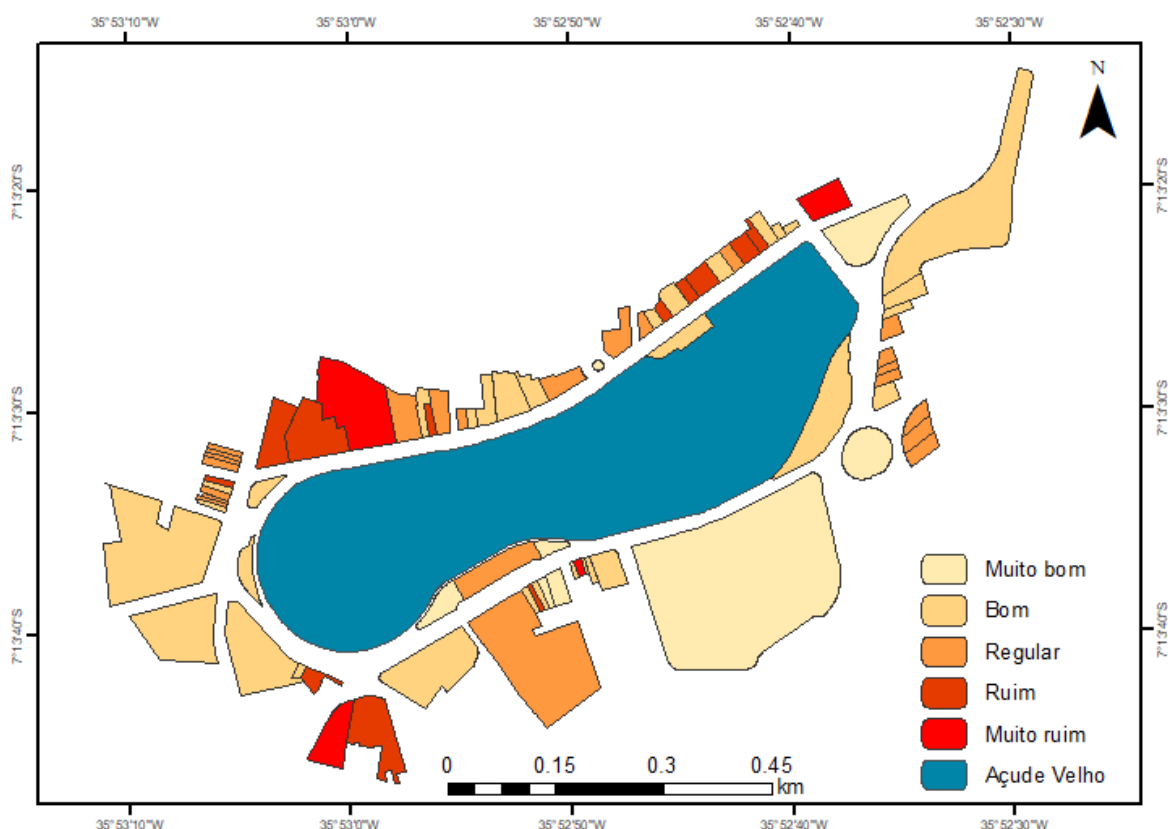 35°53'10"W 35°53'0"W 35°52'50"W 35°52'40"W 35°52'30"W
N
7°13'20"S 7°13'20"S
7°13'30"S 7°13'30"S
Muito bom
Bom
7°13'40"S 7°13'40"S
Regular
Ruim
Muito ruim
0 0.15 0.3 0.45
Açude Velho
km
35°53'10"W 35°53'0"W 35°52'50"W 35°52'40"W 35°52'30"W